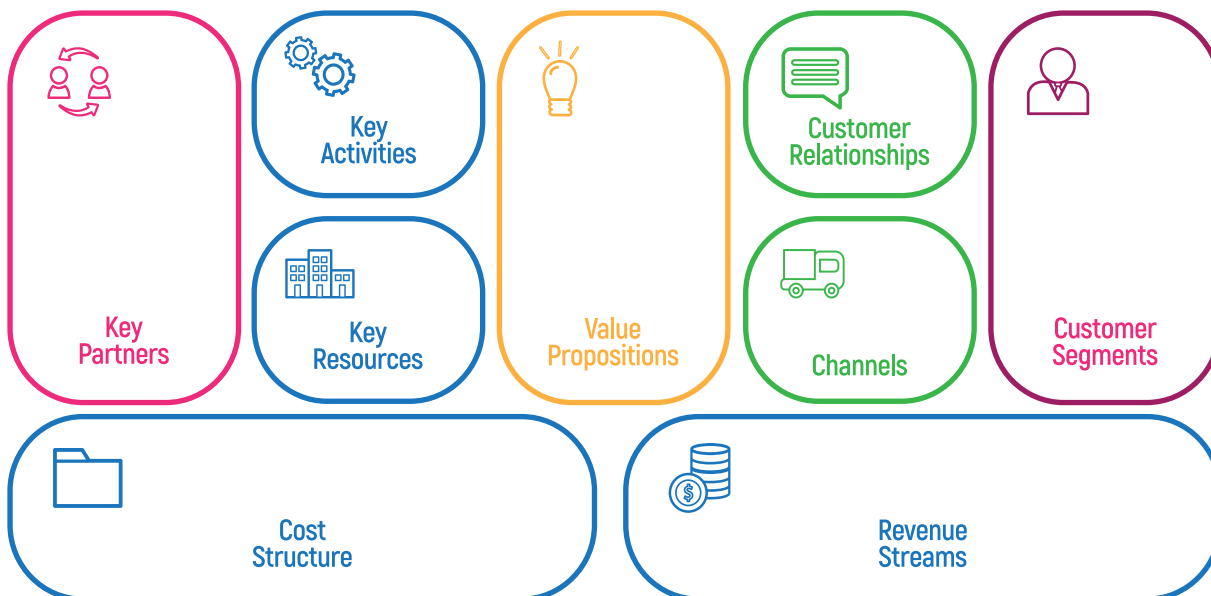 Key
Partners
Key
Activities
Key
Resources
Value
Propositions
Customer
Relationships
Channels
Customer
Segments
Cost
Structure
$
Revenue
Streams